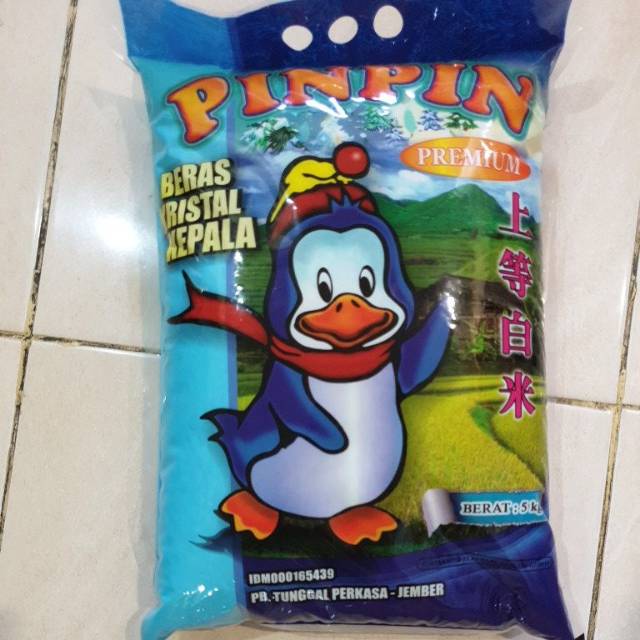 PINPIN
PREMIUM
BERAS
KRISTAL
KEPALA
上等白米
BERAT : 5 kg
IDM000165439
PB. TUNGGAL PERKASA - JEMBER